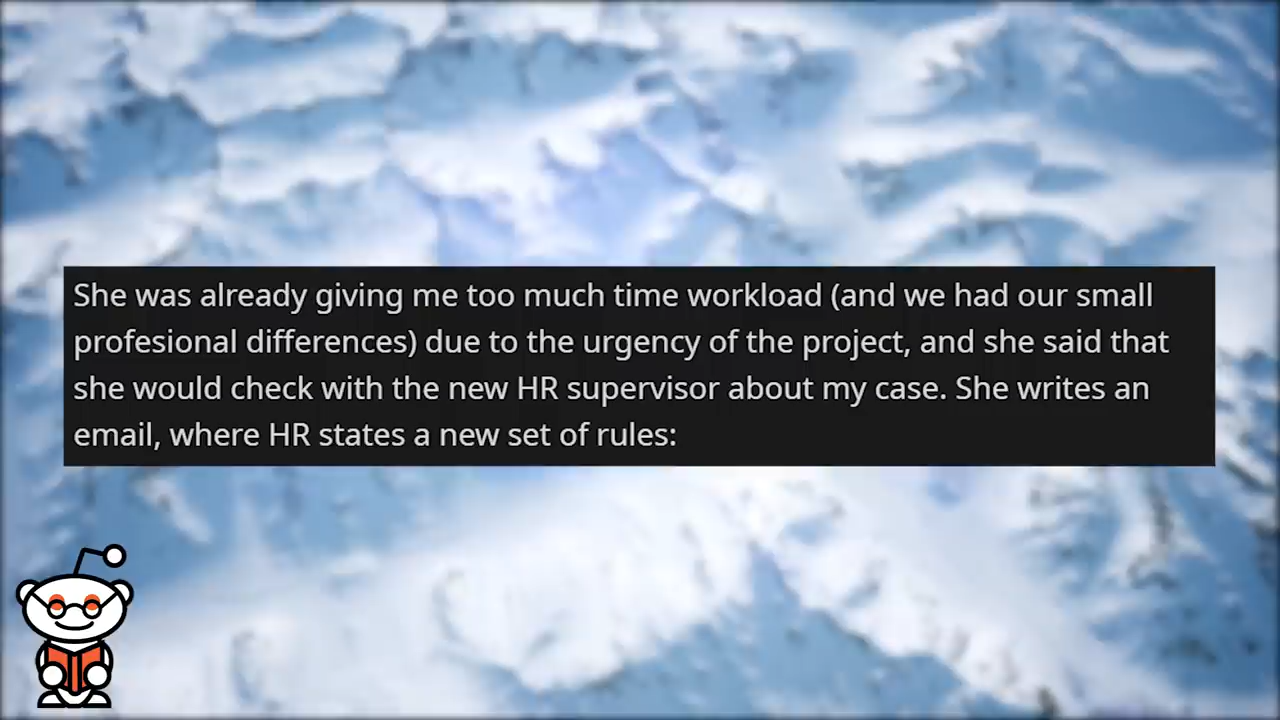 She was already giving me too much time workload (and we had our small
profesional differences) due to the urgency of the project, and she said that
she would check with the new HR supervisor about my case. She writes an
email, where HR states a new set of rules: